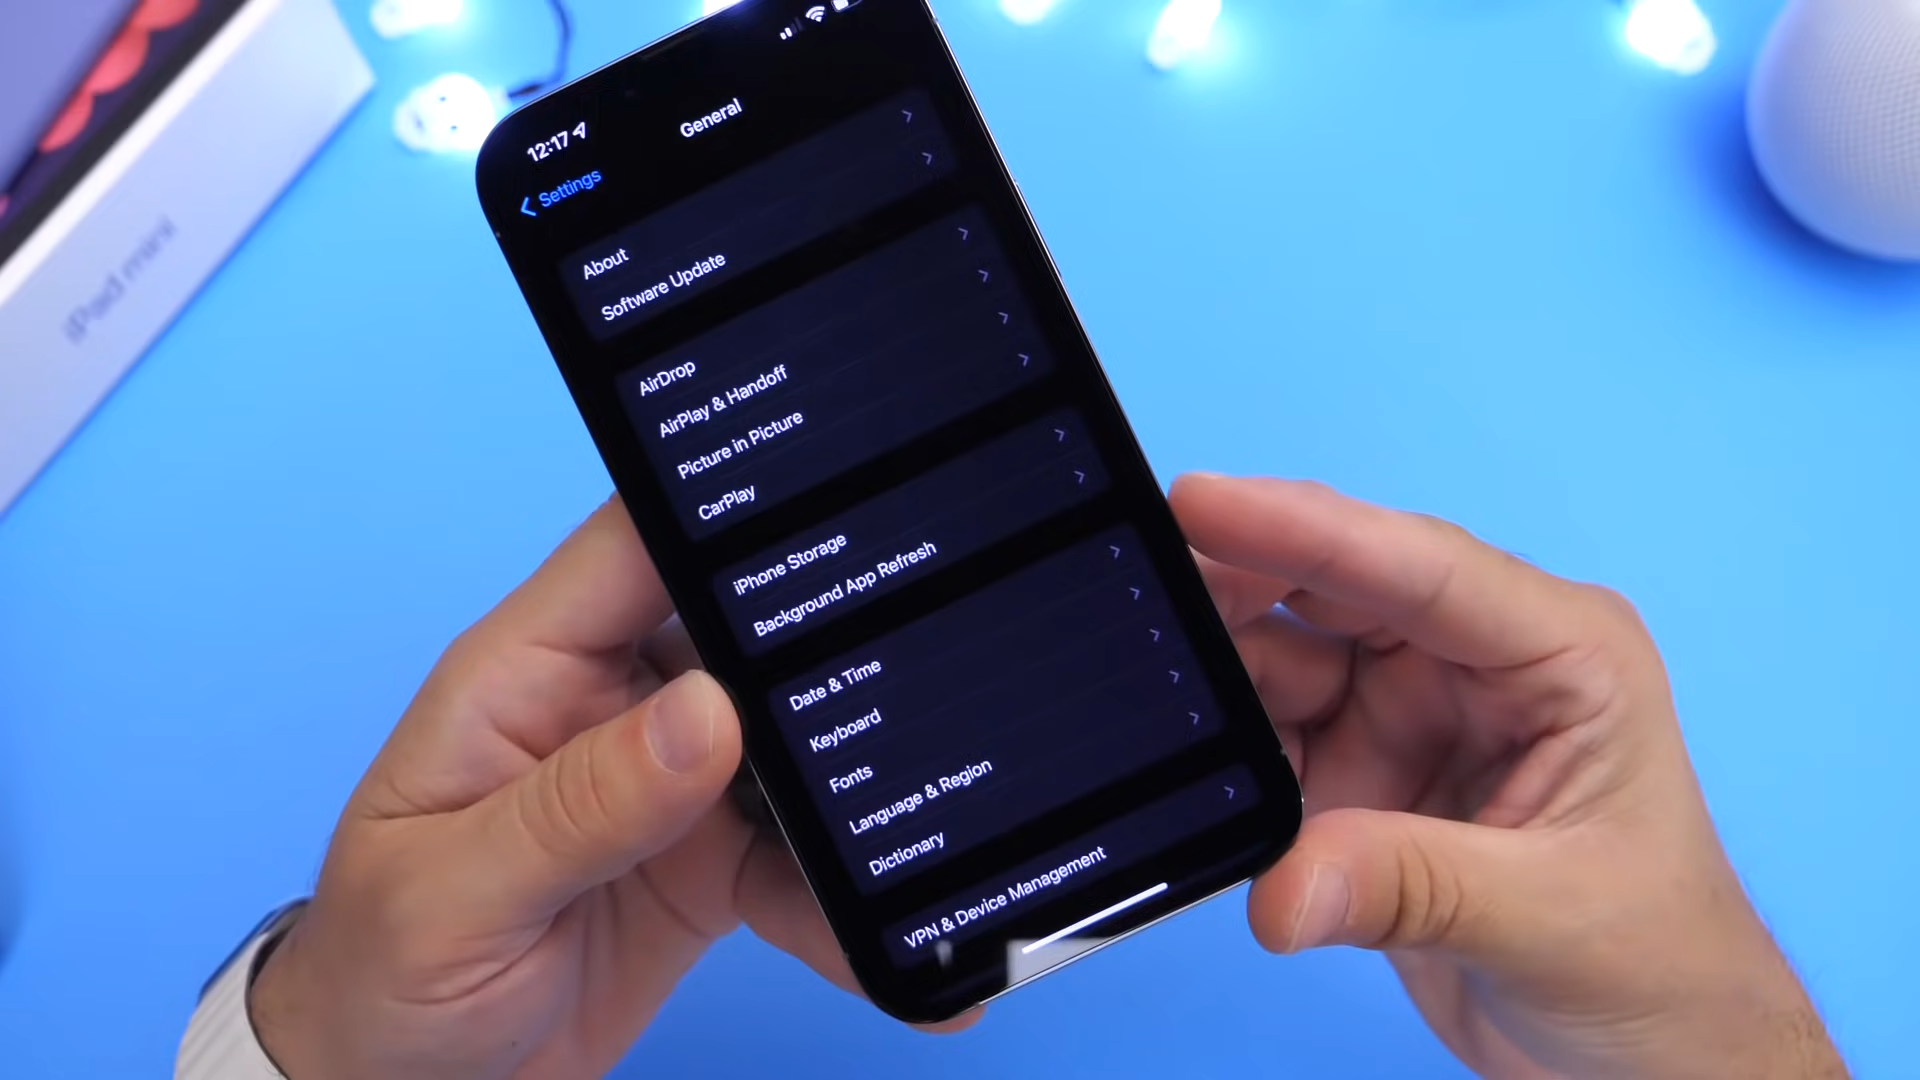 12:17
General
Settings
About
Software Update
AirDrop
AirPlay & Handoff
Picture in Picture
CarPlay
iPhone Storage
Background App Refresh
Date & Time
Keyboard
Fonts
Language & Region
Dictionary
VPN & Device Management
iPad mini